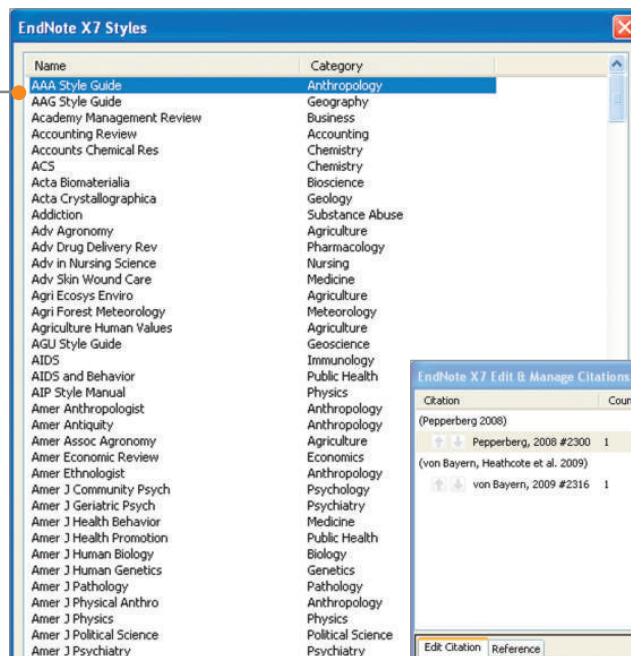 EndNote X7 Styles
Name Category
AAA Style Guide Anthropology
AAG Style Guide Geography
Academy Management Review Business
Accounting Review Accounting
Accounts Chemical Res Chemistry
ACS Chemistry
Acta Biomaterialia Bioscience
Acta Crystallographica Geology
Addiction Substance Abuse
Adv Agronomy Agriculture
Adv Drug Delivery Rev Pharmacology
Adv in Nursing Science Nursing
Adv Skin Wound Care Medicine
Agri Ecosys Enviro Agriculture
Agri Forest Meteorology Meteorology
Agriculture Human Values Agriculture
AGU Style Guide Geoscience
AIDS Immunology
AIDS and Behavior Public Health
AIP Style Manual Physics
Amer Anthropologist Anthropology
Amer Antiquity Anthropology
Amer Assoc Agronomy Agriculture
Amer Economic Review Economics
Amer Ethnologist Anthropology
Amer J Community Psych Psychology
Amer J Geriatric Psych Psychiatry
Amer J Health Behavior Medicine
Amer J Health Promotion Public Health
Amer J Human Biology Biology
Amer J Human Genetics Genetics
Amer J Pathology Pathology
Amer J Physical Anthro Anthropology
Amer J Physics Physics
Amer J Political Science Political Science
Amer J Psychiatry Psychiatry
EndNote X7 Edit & Manage Citations
Citation Coun
(Pepperberg 2008)
Pepperberg, 2008 #2300 1
(von Bayern, Heathcote et al. 2009)
von Bayern, 2009 #2316 1
Edit Citation Reference